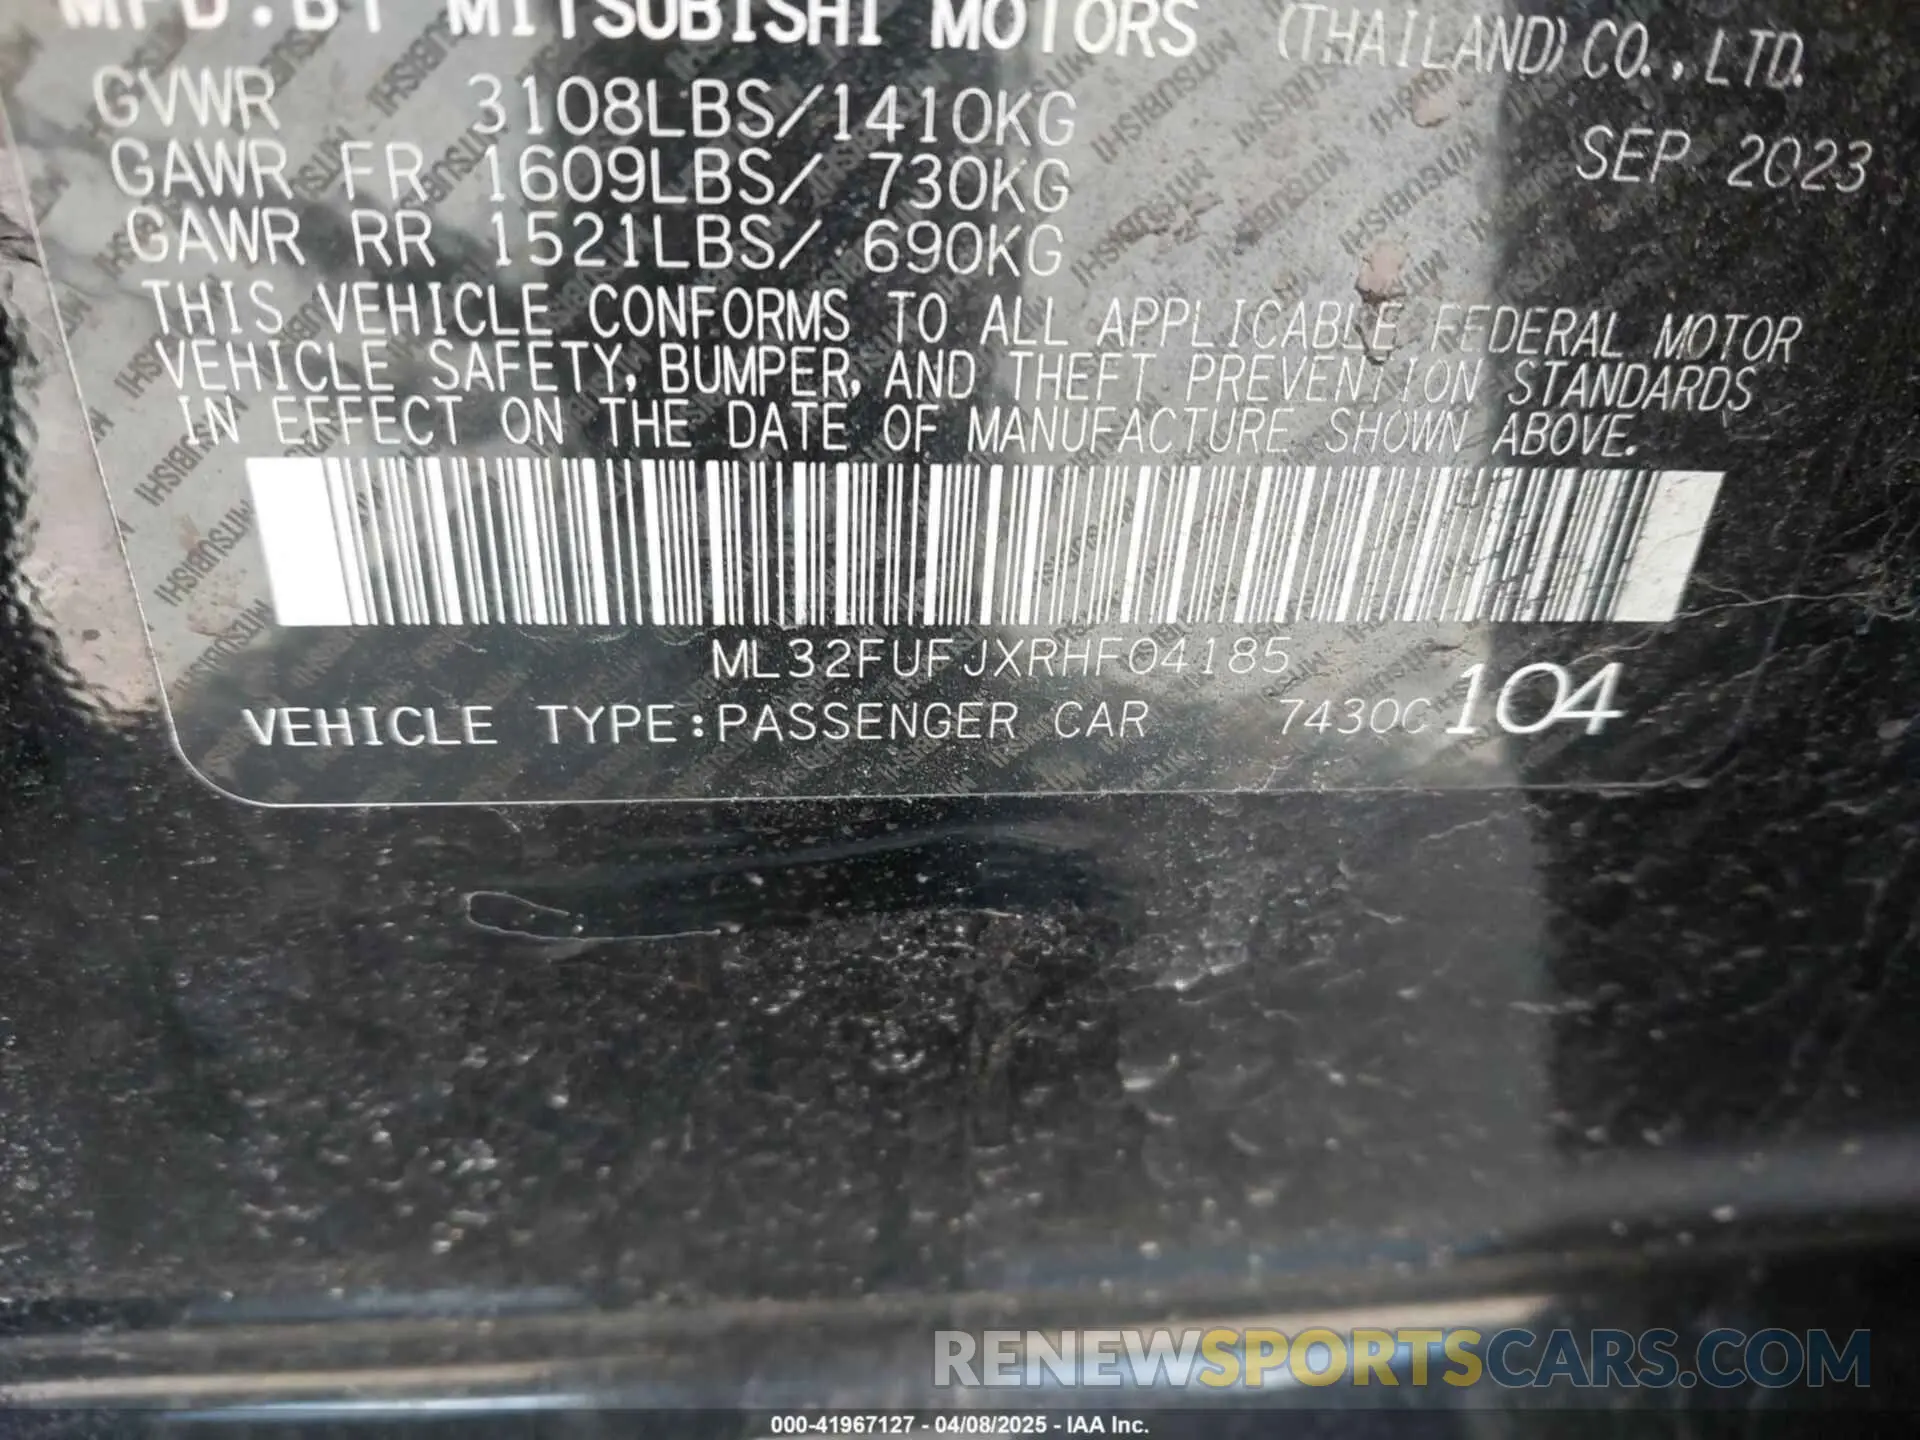 MFD.BY MITSUBISHI MOTORS (THAILAND) CO., LTD.
GVWR 3108LBS/1410KG
SEP 2023
GAWR FR 1609LBS/ 730KG
GAWR RR 1521LBS/ 690KG
THIS VEHICLE CONFORMS TO ALL APPLICABLE FEDERAL MOTOR
VEHICLE SAFETY, BUMPER, AND THEFT PREVENTION STANDARDS
IN EFFECT ON THE DATE OF MANUFACTURE SHOWN ABOVE.
ML32FUFJXRHF04185
VEHICLE TYPE:PASSENGER CAR 7430C 104
RENEWSPORTSCARS.COM
000-41967127 - 04/08/2025 - IAA Inc.